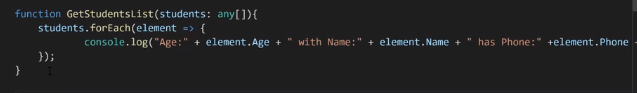 function GetStudentsList(students: any[]){
students.forEach(element => {
console.log("Age:" + element.Age + " with Name:" + element.Name + " has Phone:" +element.Phone +
});
}